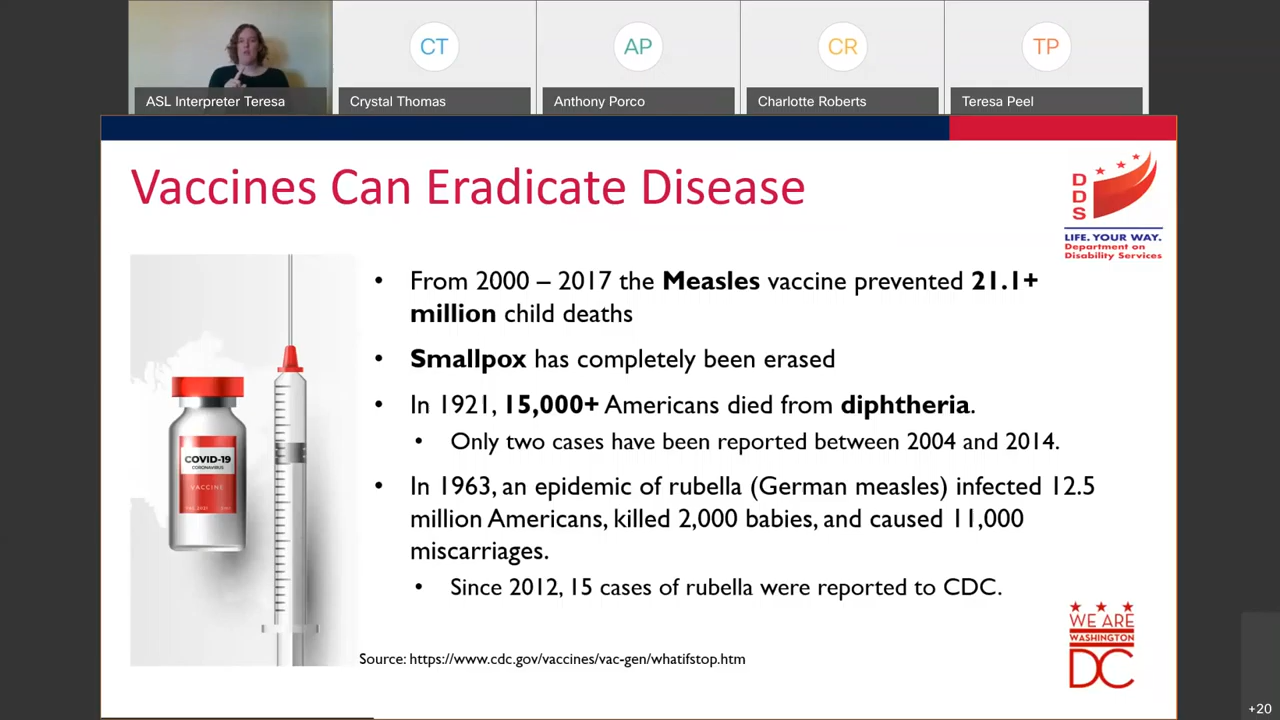 CT
AP
CR
TP
ASL Interpreter Teresa
Crystal Thomas
Anthony Porco
Charlotte Roberts
Teresa Peel
Vaccines Can Eradicate Disease
DDS
LIFE. YOUR WAY.
Department on
Disability Services
• From 2000 – 2017 the Measles vaccine prevented 21.1+
million child deaths
• Smallpox has completely been erased
• In 1921, 15,000+ Americans died from diphtheria.
• Only two cases have been reported between 2004 and 2014.
• In 1963, an epidemic of rubella (German measles) infected 12.5
million Americans, killed 2,000 babies, and caused 11,000
miscarriages.
• Since 2012, 15 cases of rubella were reported to CDC.
COVID-19
CORONAVIRUS
VACCINE
Source: https://www.cdc.gov/vaccines/vac-gen/whatifstop.htm
WE ARE
WASHINGTON
DC
+20